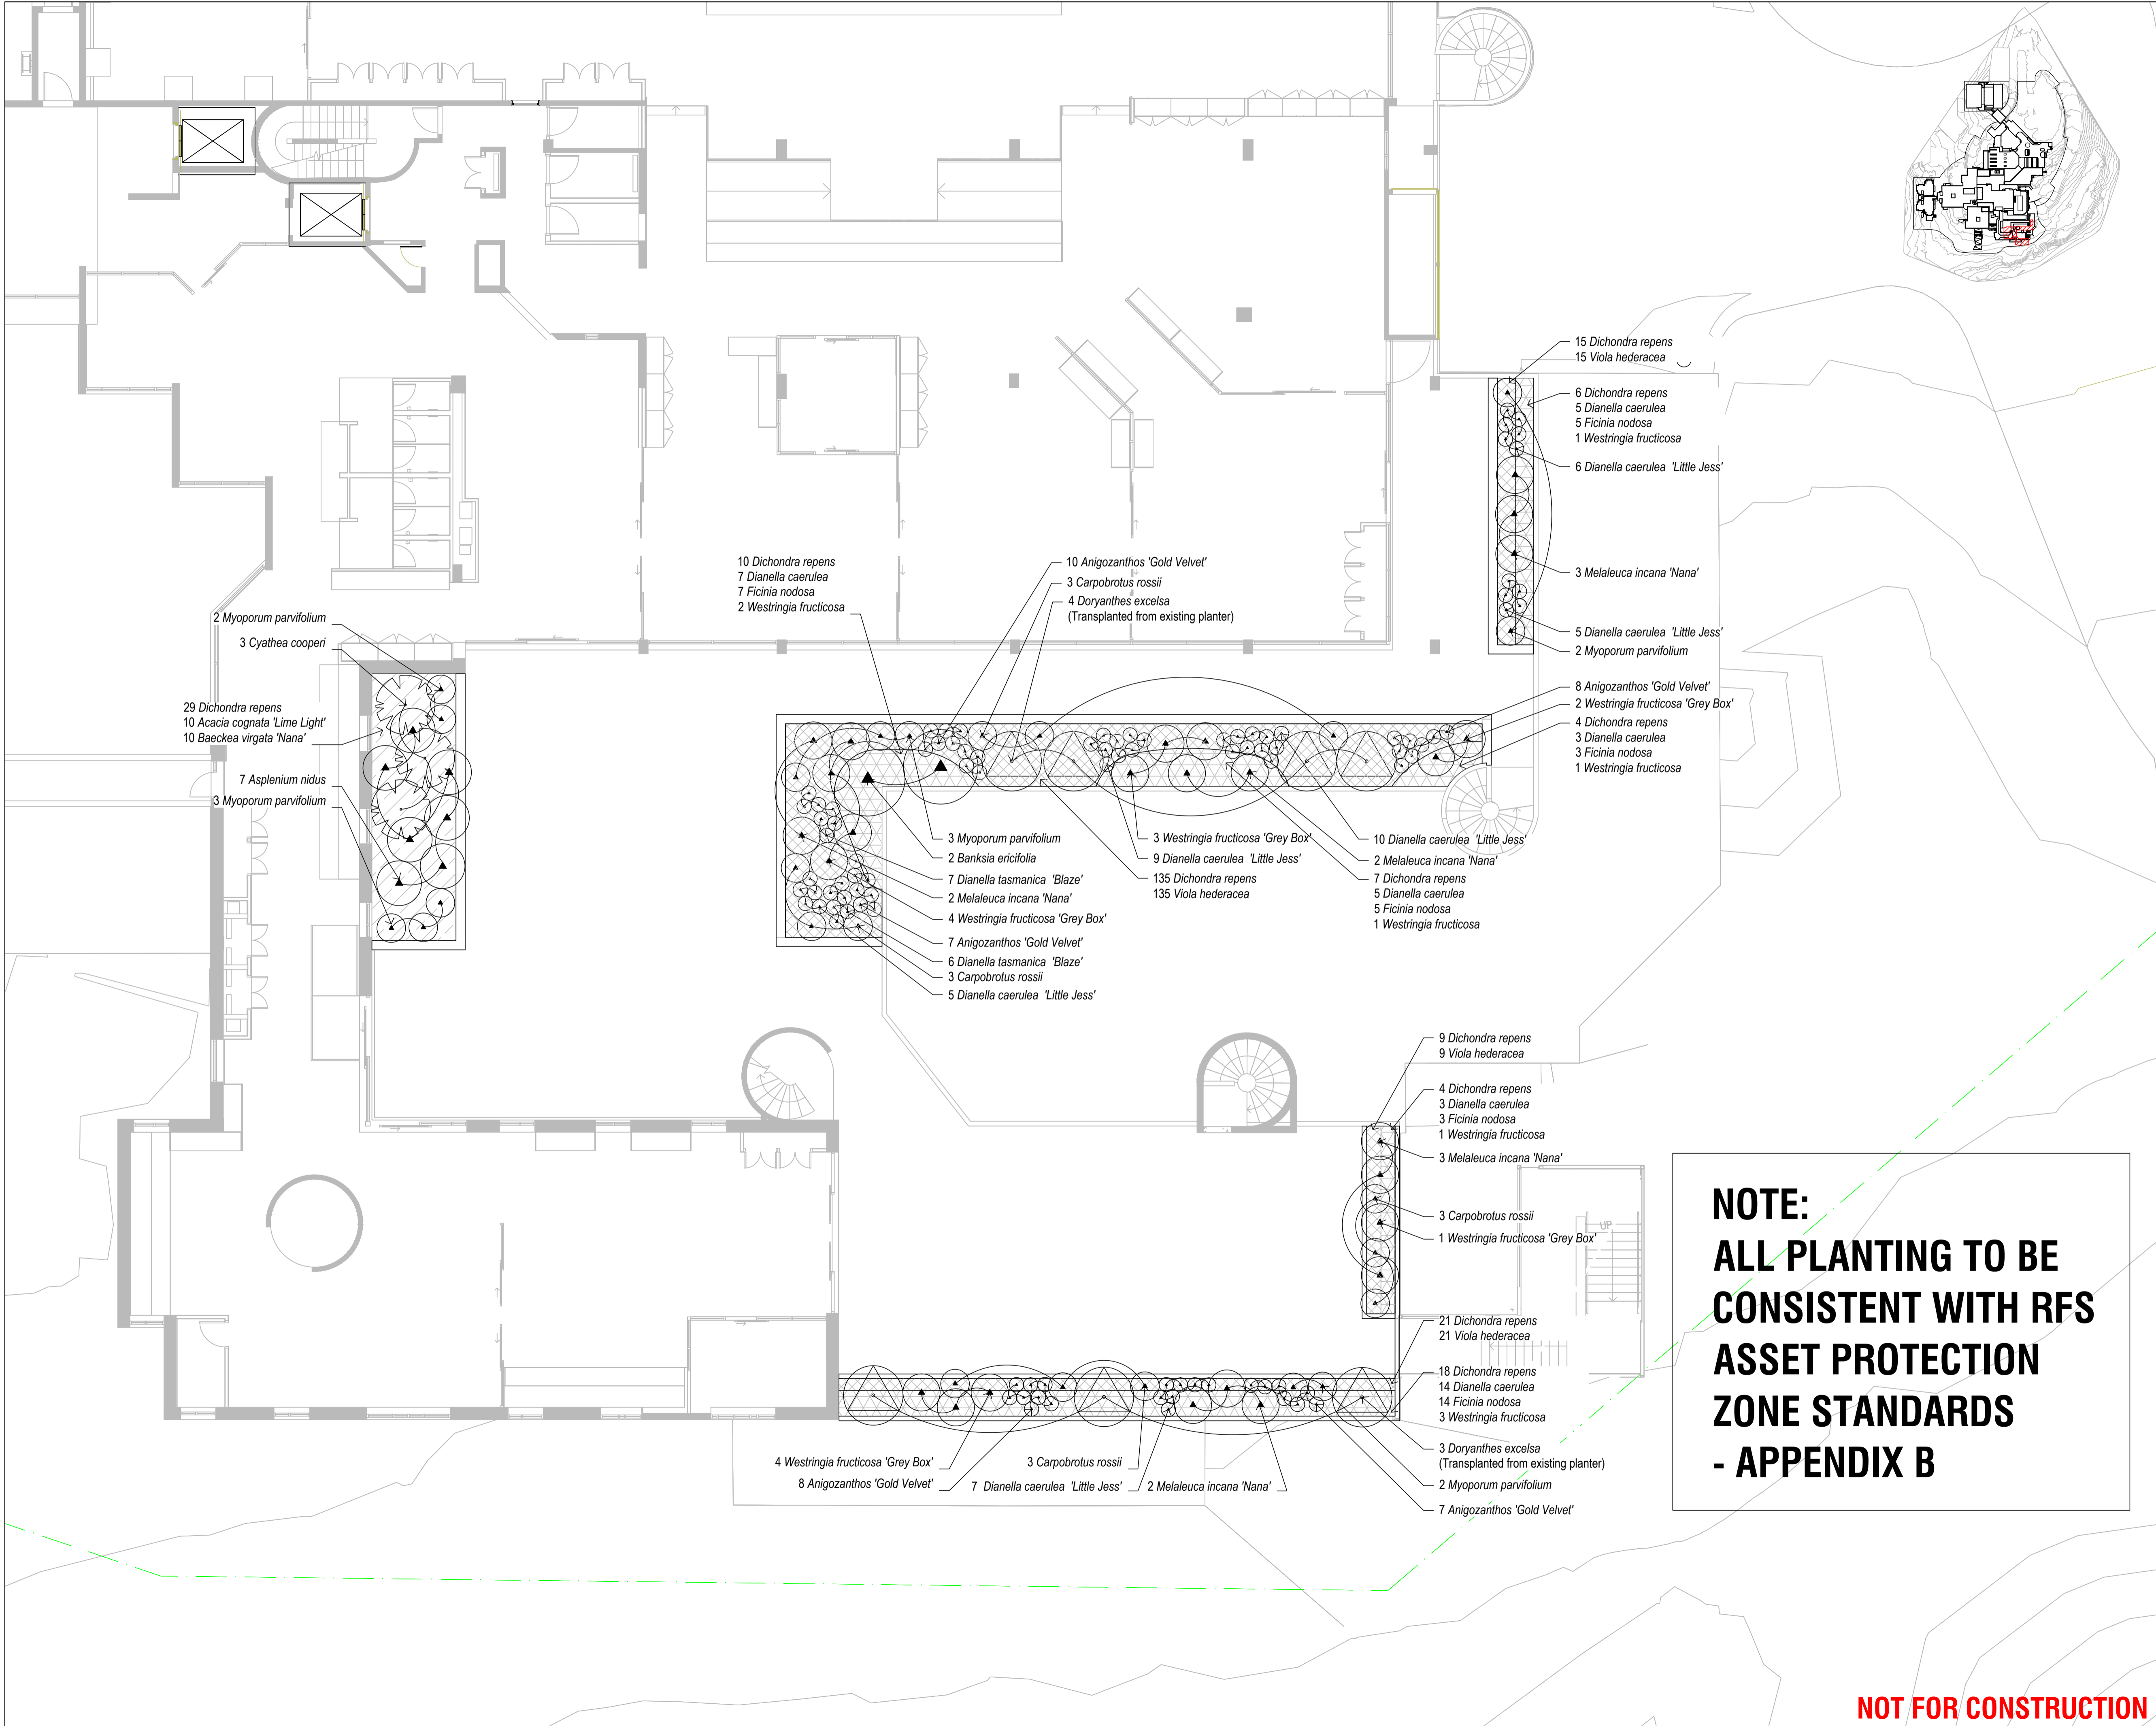 15 Dichondra repens
15 Viola hederacea
6 Dichondra repens
5 Dianella caerulea
5 Ficinia nodosa
1 Westringia fructicosa
6 Dianella caerulea 'Little Jess'
3 Melaleuca incana 'Nana'
5 Dianella caerulea 'Little Jess'
2 Myoporum parvifolium
10 Dichondra repens
7 Dianella caerulea
7 Ficinia nodosa
2 Westringia fructicosa
10 Anigozanthos 'Gold Velvet'
3 Carpobrotus rossii
4 Doryanthes excelsa
(Transplanted from existing planter)
2 Myoporum parvifolium
3 Cyathea cooperi
29 Dichondra repens
10 Acacia cognata 'Lime Light'
10 Baeckea virgata 'Nana'
7 Asplenium nidus
3 Myoporum parvifolium
8 Anigozanthos 'Gold Velvet'
2 Westringia fructicosa 'Grey Box'
4 Dichondra repens
3 Dianella caerulea
3 Ficinia nodosa
1 Westringia fructicosa
3 Myoporum parvifolium
2 Banksia ericifolia
7 Dianella tasmanica 'Blaze'
2 Melaleuca incana 'Nana'
4 Westringia fructicosa 'Grey Box'
7 Anigozanthos 'Gold Velvet'
6 Dianella tasmanica 'Blaze'
3 Carpobrotus rossii
5 Dianella caerulea 'Little Jess'
3 Westringia fructicosa 'Grey Box'
9 Dianella caerulea 'Little Jess'
135 Dichondra repens
135 Viola hederacea
10 Dianella caerulea 'Little Jess'
2 Melaleuca incana 'Nana'
7 Dichondra repens
5 Dianella caerulea
5 Ficinia nodosa
1 Westringia fructicosa
9 Dichondra repens
9 Viola hederacea
4 Dichondra repens
3 Dianella caerulea
3 Ficinia nodosa
1 Westringia fructicosa
3 Melaleuca incana 'Nana'
3 Carpobrotus rossii
1 Westringia fructicosa 'Grey Box'
UP
21 Dichondra repens
21 Viola hederacea
18 Dichondra repens
14 Dianella caerulea
14 Ficinia nodosa
3 Westringia fructicosa
3 Doryanthes excelsa
(Transplanted from existing planter)
2 Myoporum parvifolium
7 Anigozanthos 'Gold Velvet'
4 Westringia fructicosa 'Grey Box'
8 Anigozanthos 'Gold Velvet'
3 Carpobrotus rossii
7 Dianella caerulea 'Little Jess'
2 Melaleuca incana 'Nana'
NOTE:
ALL PLANTING TO BE
CONSISTENT WITH RFS
ASSET PROTECTION
ZONE STANDARDS
- APPENDIX B
NOT FOR CONSTRUCTION